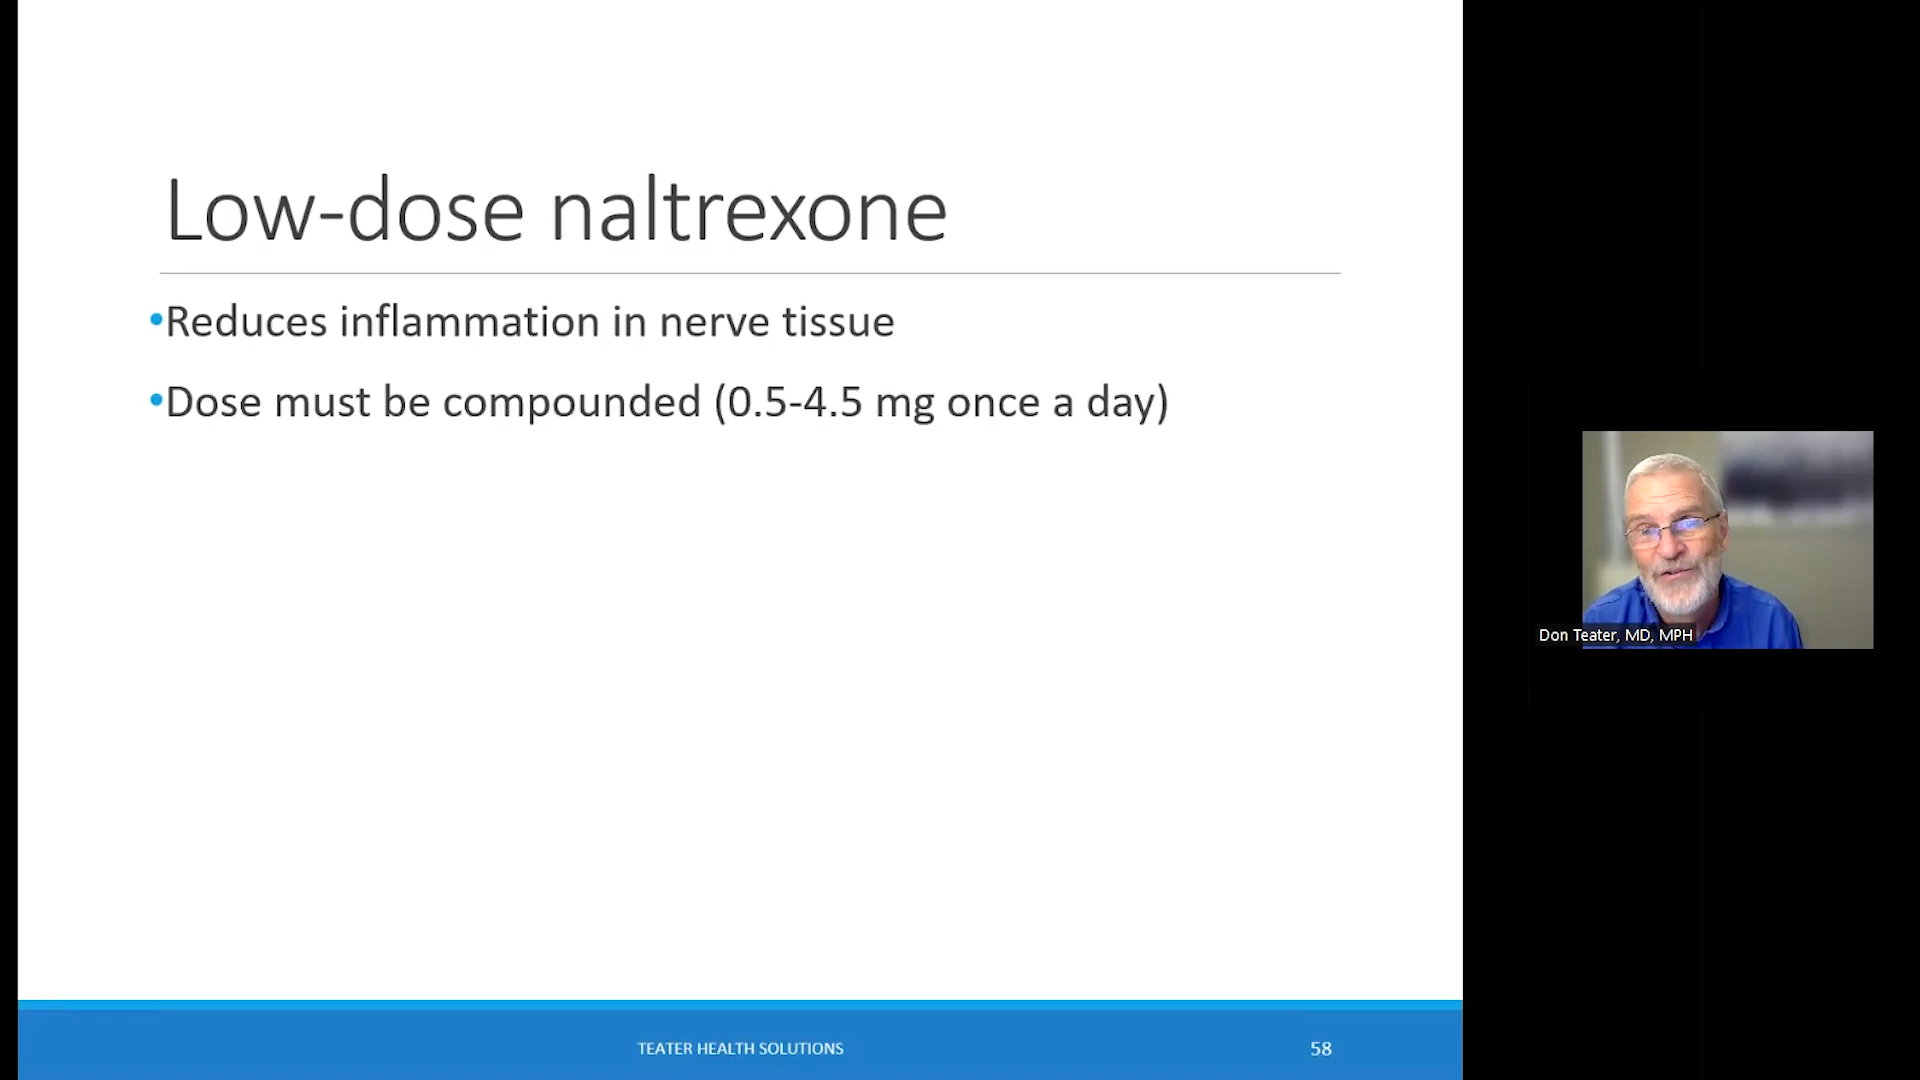 Low-dose naltrexone
•Reduces inflammation in nerve tissue
•Dose must be compounded (0.5-4.5 mg once a day)
Don Teater, MD, MPH
TEATER HEALTH SOLUTIONS
58